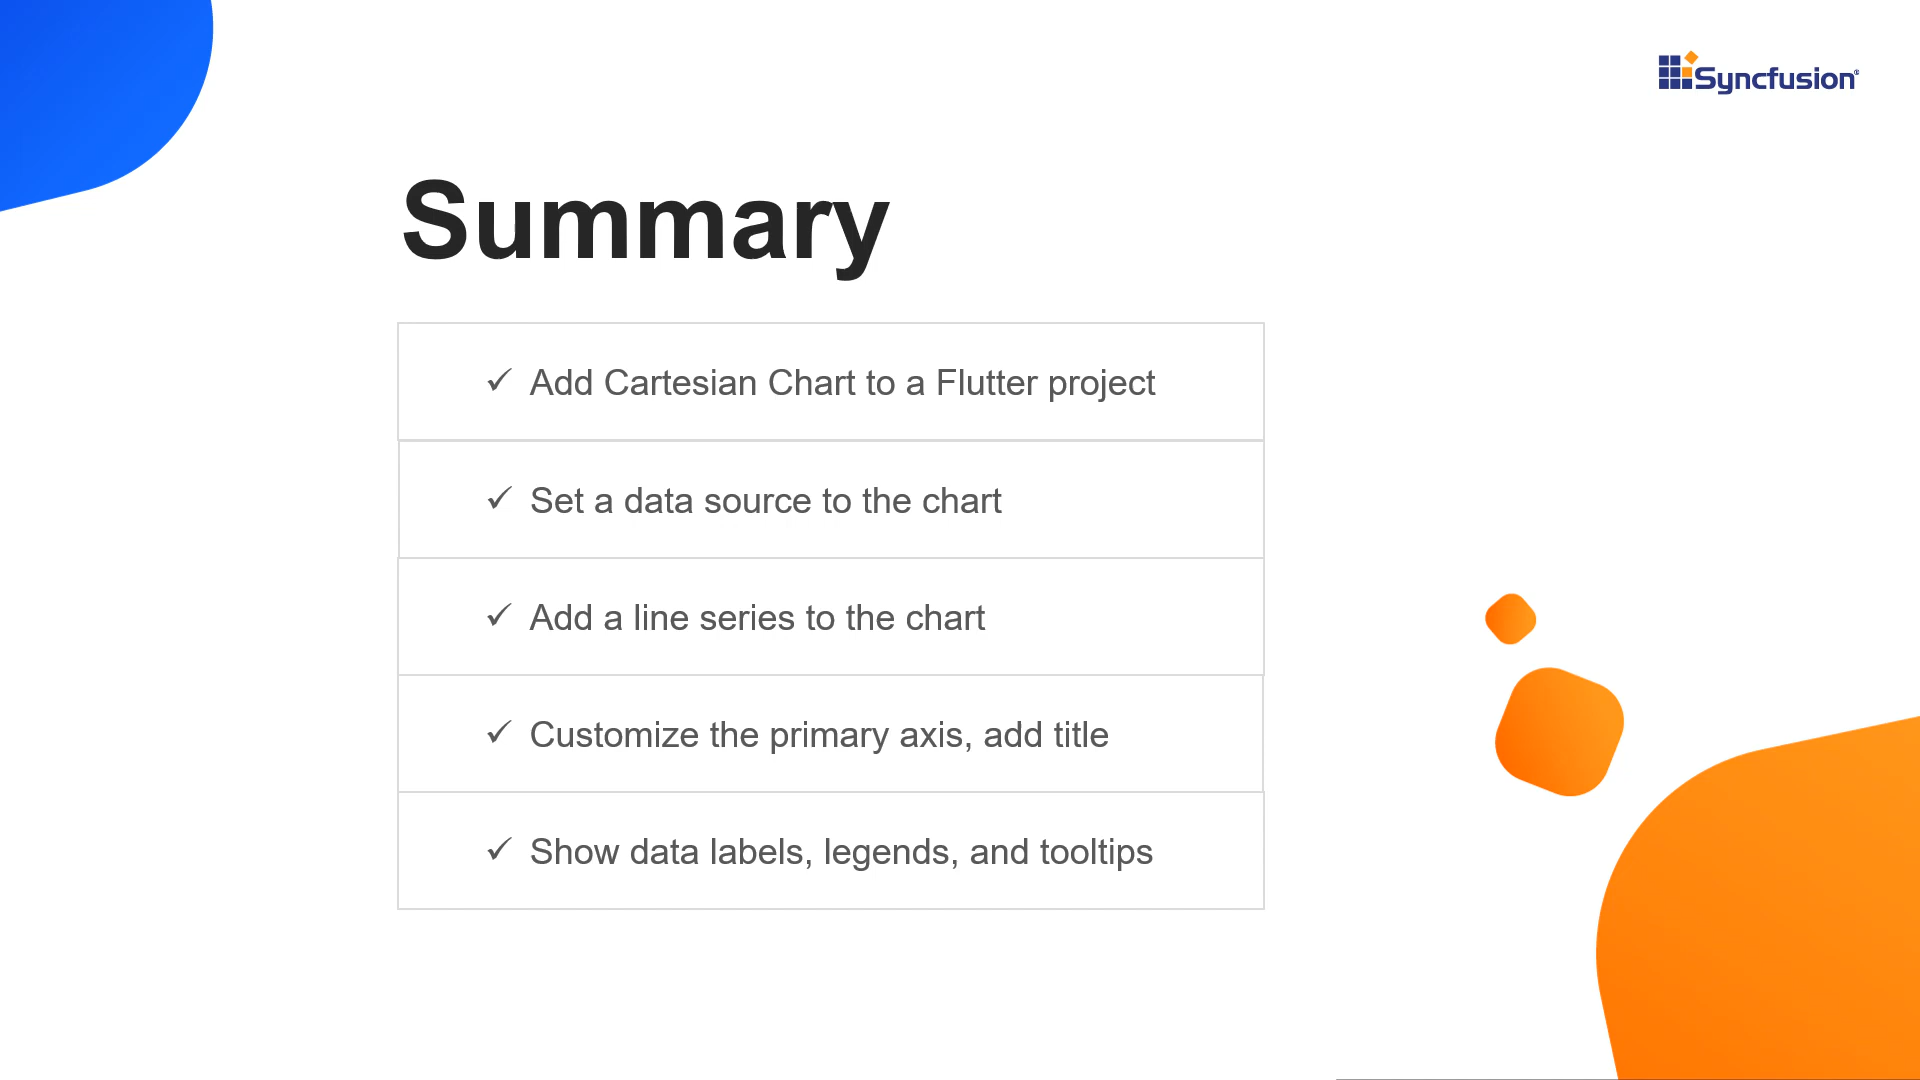 Syncfusion®
Summary
✓ Add Cartesian Chart to a Flutter project
✓ Set a data source to the chart
✓ Add a line series to the chart
✓ Customize the primary axis, add title
✓ Show data labels, legends, and tooltips